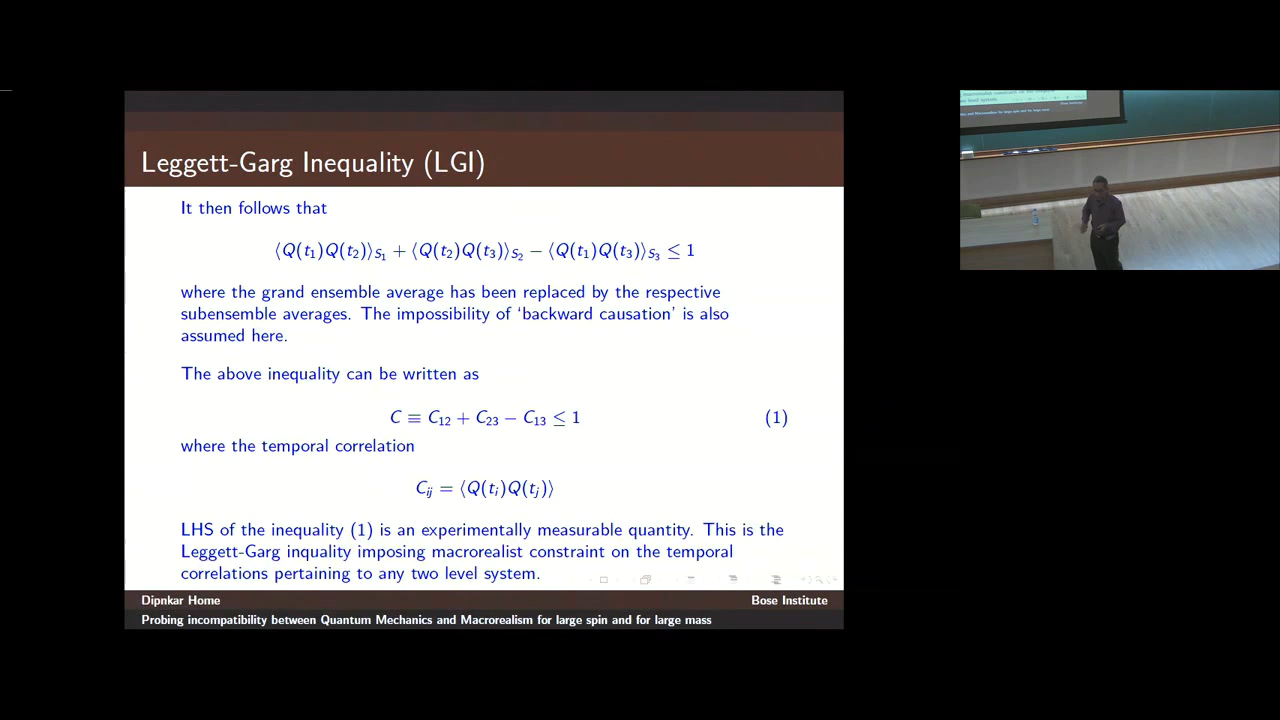 Leggett-Garg Inequality (LGI)
It then follows that
⟨Q(t₁)Q(t₂)⟩S₁ + ⟨Q(t₂)Q(t₃)⟩S₂ − ⟨Q(t₁)Q(t₃)⟩S₃ ≤ 1
where the grand ensemble average has been replaced by the respective
subensemble averages. The impossibility of ‘backward causation’ is also
assumed here.
The above inequality can be written as
C ≡ C₁₂ + C₂₃ − C₁₃ ≤ 1 (1)
where the temporal correlation
Cᵢⱼ = ⟨Q(tᵢ)Q(tⱼ)⟩
LHS of the inequality (1) is an experimentally measurable quantity. This is the
Leggett-Garg inquality imposing macrorealist constraint on the temporal
correlations pertaining to any two level system.
Dipnkar Home Bose Institute
Probing incompatibility between Quantum Mechanics and Macrorealism for large spin and for large mass